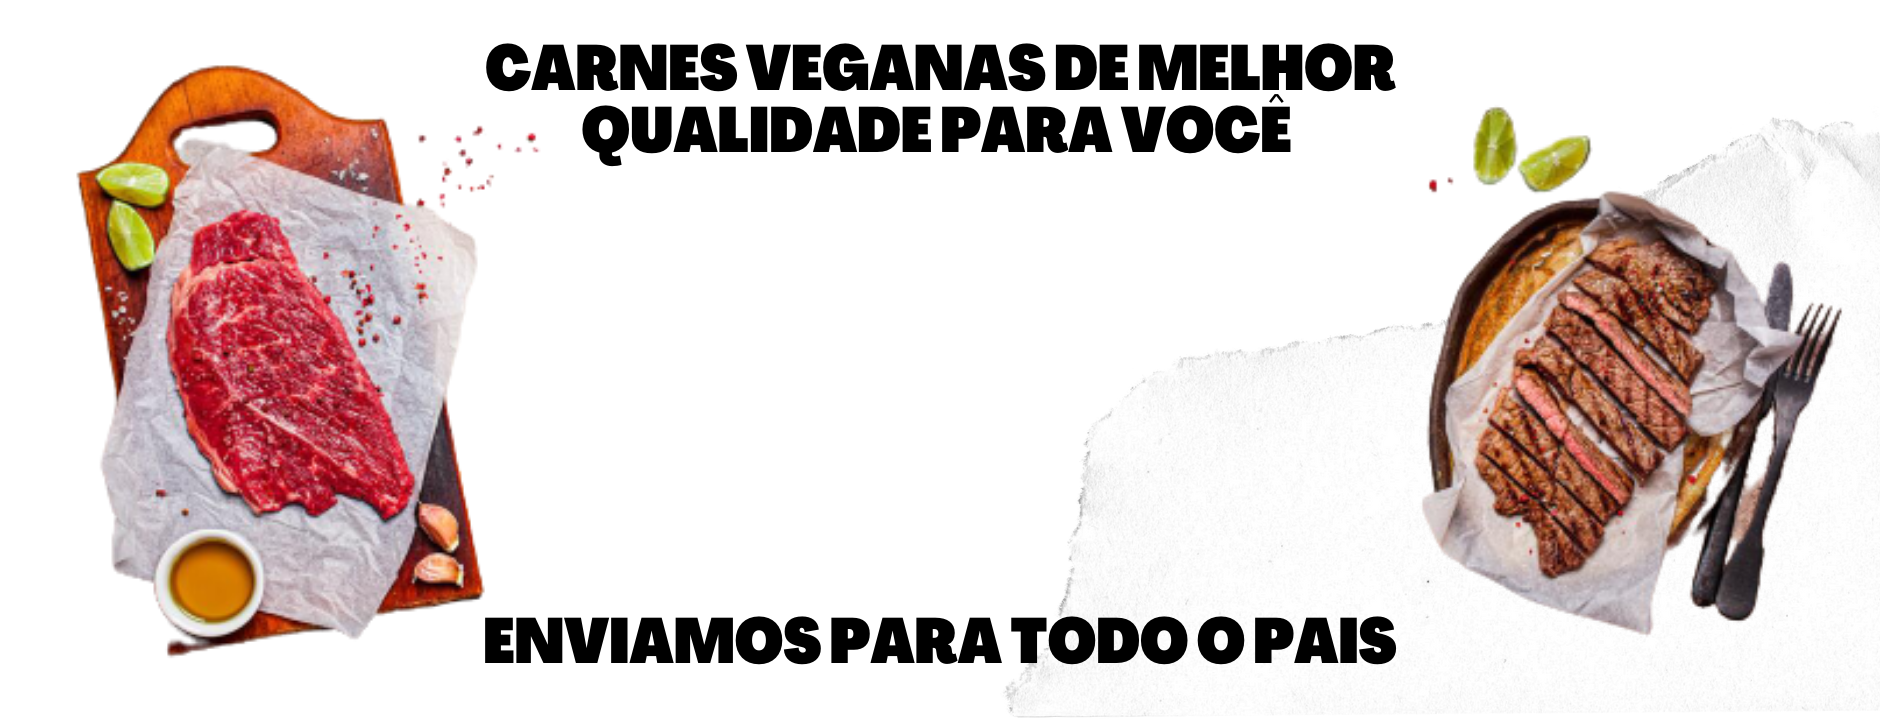 CARNES VEGANAS DE MELHOR
QUALIDADE PARA VOCÊ
ENVIAMOS PARA TODO O PAIS